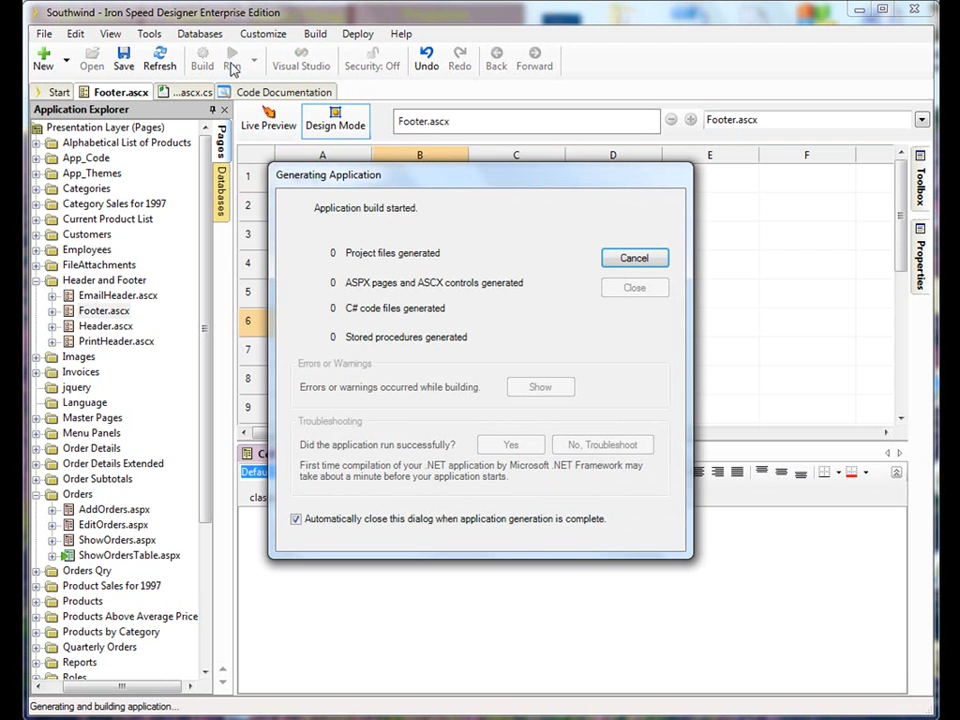 Southwind - Iron Speed Designer Enterprise Edition
File Edit View Tools Databases Customize Build Deploy Help
New Open Save Refresh Build Visual Studio Security: Off Undo Redo Back Forward
Start Footer.ascx ...ascx.cs Code Documentation
Application Explorer
Live Preview Design Mode Footer.ascx Footer.ascx
Pages
Databases
Toolbox
Properties
Presentation Layer (Pages)
Alphabetical List of Products
App_Code
App_Themes
Categories
Category Sales for 1997
Current Product List
Customers
Employees
FileAttachments
Header and Footer
EmailHeader.ascx
Footer.ascx
Header.ascx
PrintHeader.ascx
Images
Invoices
jquery
Language
Master Pages
Menu Panels
Order Details
Order Details Extended
Order Subtotals
Orders
AddOrders.aspx
EditOrders.aspx
ShowOrders.aspx
ShowOrdersTable.aspx
Orders Qry
Product Sales for 1997
Products
Products Above Average Price
Products by Category
Quarterly Orders
Reports
Roles
A B C D E F
1
2
3
4
5
6
7
8
9
Generating Application
Application build started.
0 Project files generated
Cancel
0 ASPX pages and ASCX controls generated
Close
0 C# code files generated
0 Stored procedures generated
Errors or Warnings
Errors or warnings occurred while building. Show
Troubleshooting
Did the application run successfully? Yes No, Troubleshoot
First time compilation of your .NET application by Microsoft .NET Framework may
take about a minute before your application starts.
Automatically close this dialog when application generation is complete.
Generating and building application...